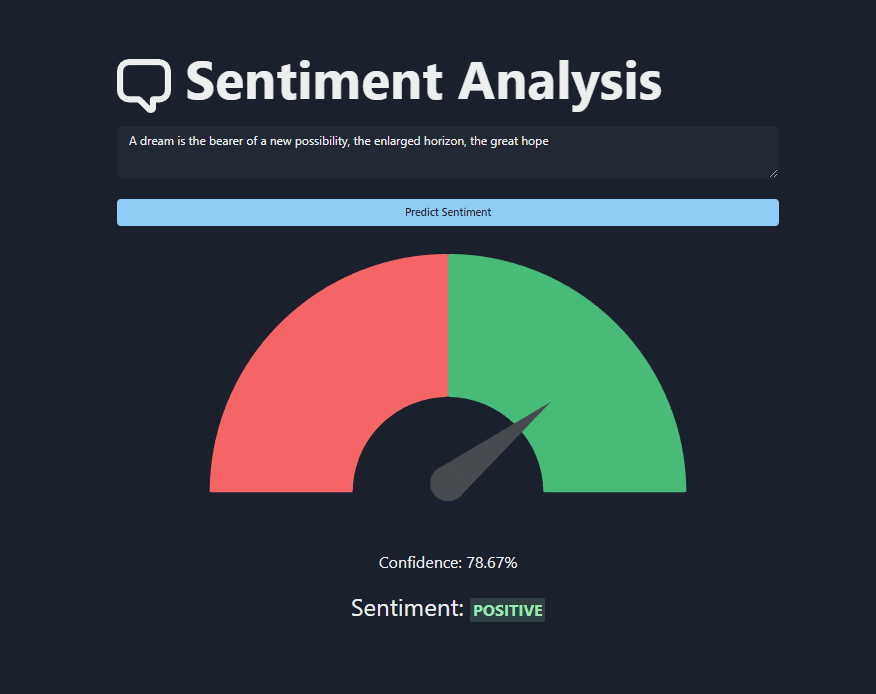 Sentiment Analysis
A dream is the bearer of a new possibility, the enlarged horizon, the great hope
Predict Sentiment
Confidence: 78.67%
Sentiment: POSITIVE